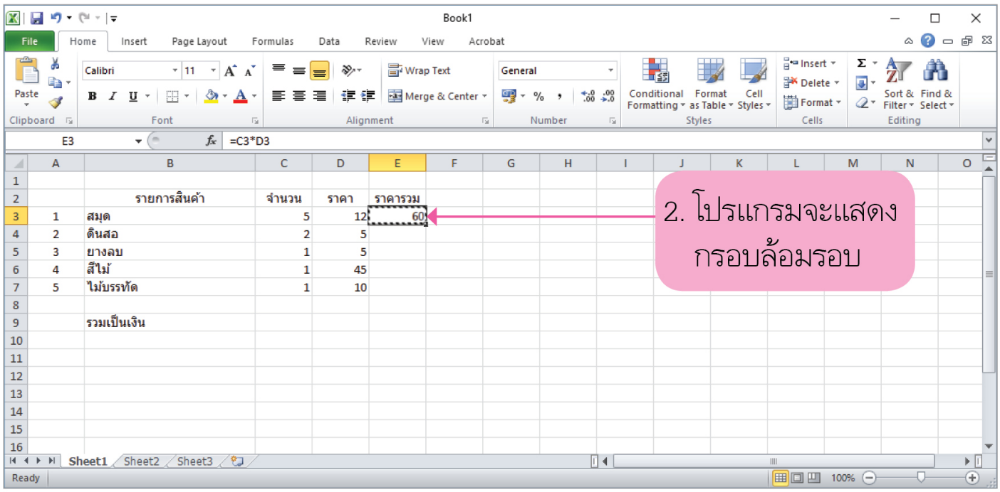 Book1
File Home Insert Page Layout Formulas Data Review View Acrobat
Calibri 11 A A Wrap Text General Insert Σ
Paste B I U A Merge & Center % , .0 .00 .00 .0 Conditional Formatting Format as Table Cell Styles Delete Format Sort & Filter Find & Select
Clipboard Font Alignment Number Styles Cells Editing
E3 fx =C3*D3
A B C D E F G H I J K L M N O
1
2 รายการสินค้า จำนวน ราคา ราคารวม
3 1 สมุด 5 12 60
4 2 ดินสอ 2 5
5 3 ยางลบ 1 5
6 4 สีไม้ 1 45
7 5 ไม้บรรทัด 1 10
8
9 รวมเป็นเงิน
10
11
12
13
14
15
16
2. โปรแกรมจะแสดง
กรอบล้อมรอบ
Sheet1 Sheet2 Sheet3
Ready 100%